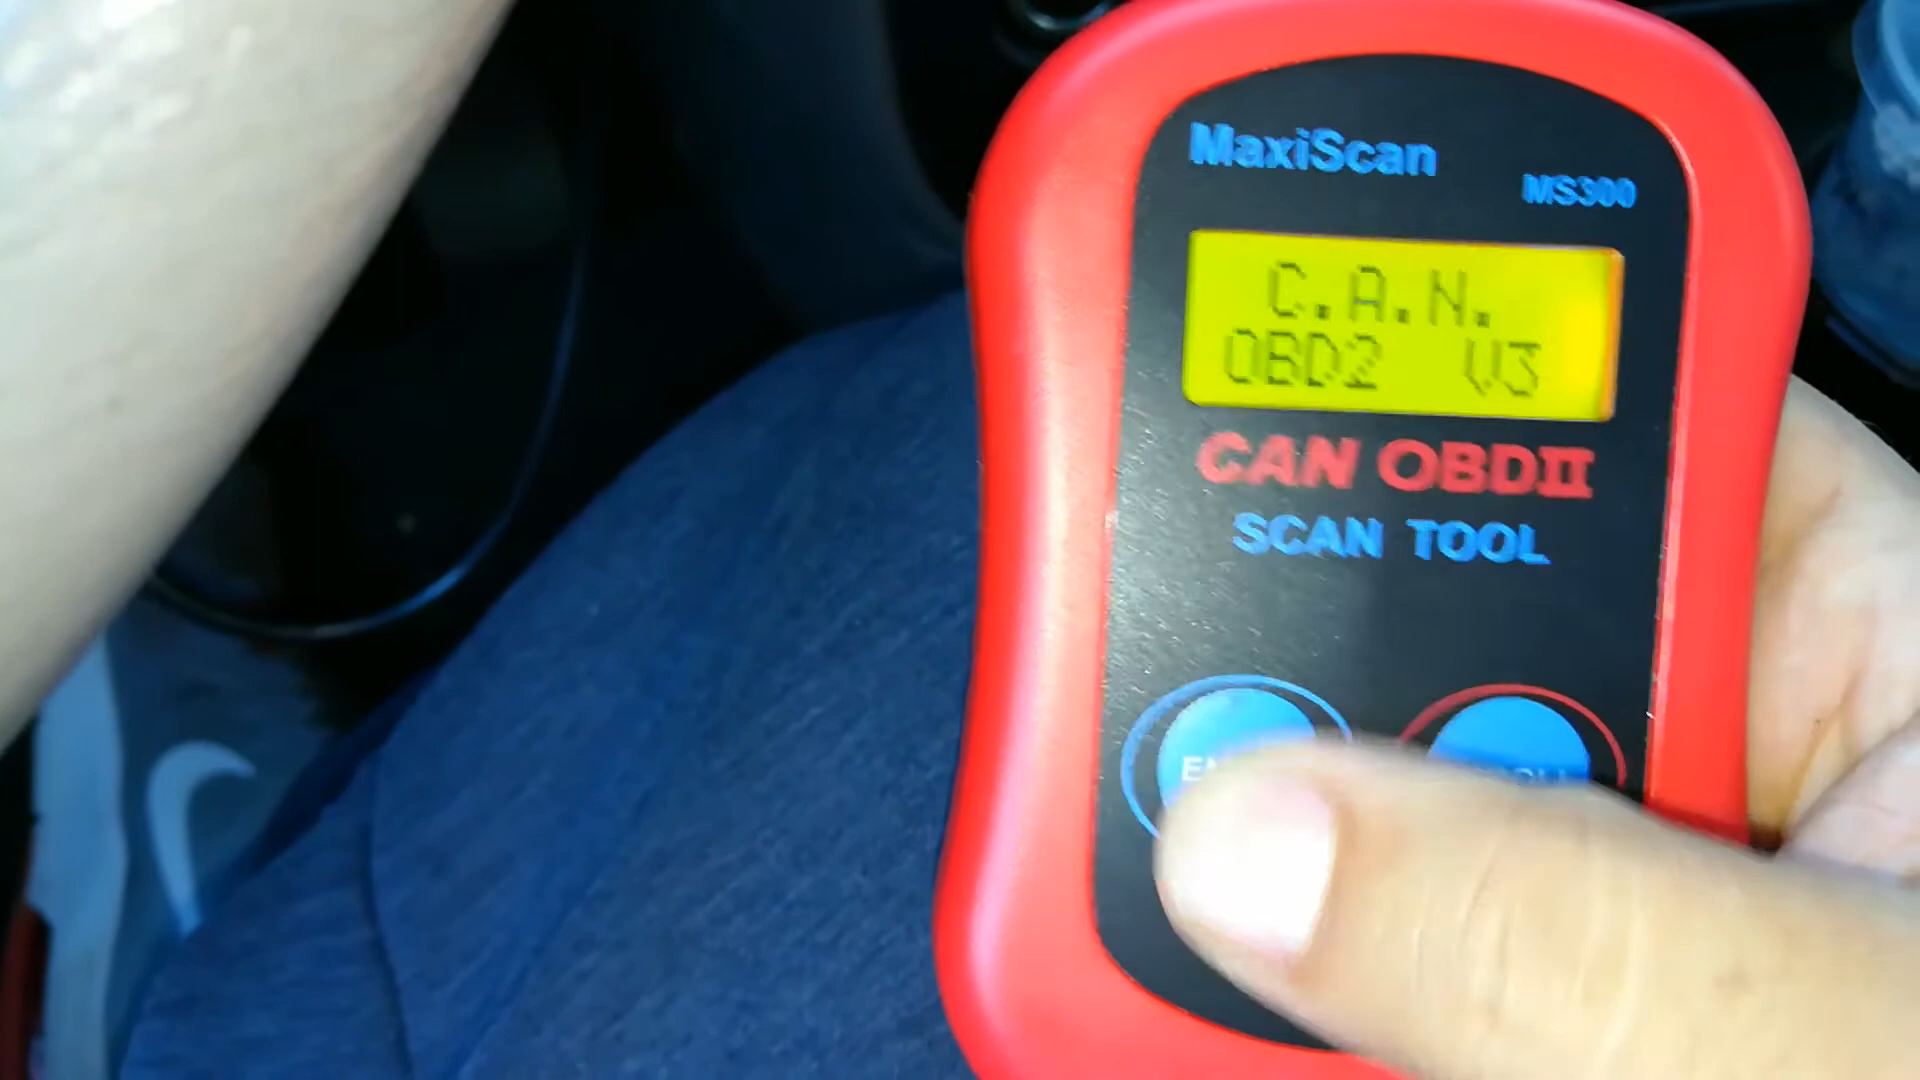 MaxiScan
MS300
C.A.N.
OBD2 V3
CAN OBDII
SCAN TOOL